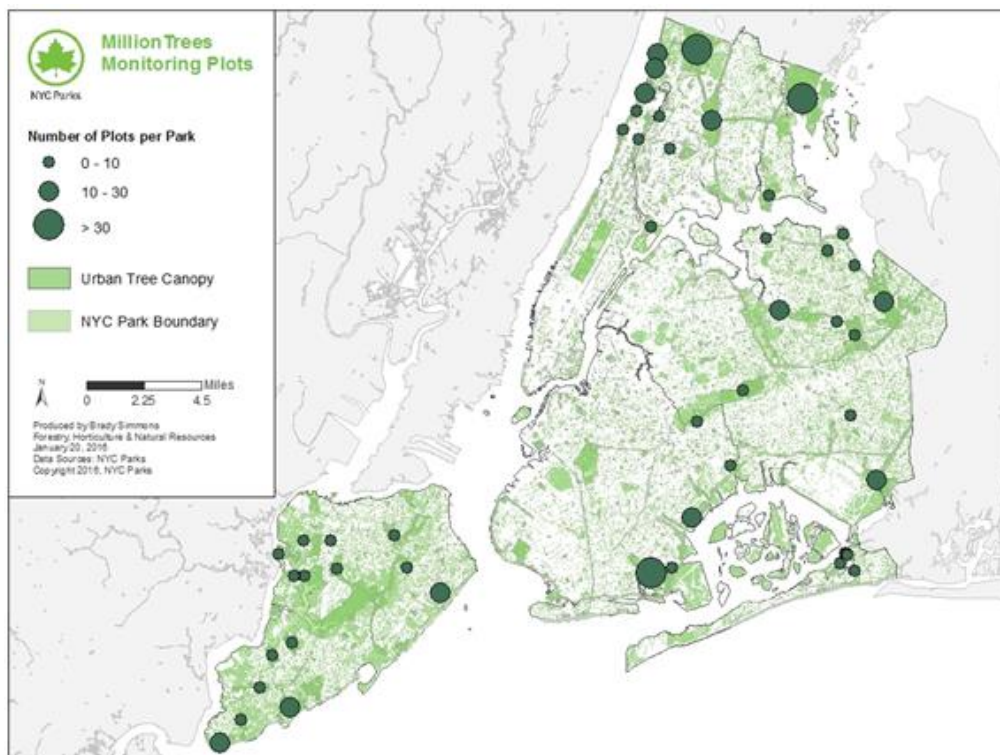 MillionTrees
Monitoring Plots
NYC Parks
Number of Plots per Park
0 - 10
10 - 30
> 30
Urban Tree Canopy
NYC Park Boundary
N
Miles
0 2.25 4.5
Produced by Brady Simmons
Forestry, Horticulture & Natural Resources
January 20, 2016
Data Sources: NYC Parks
Copyright 2016, NYC Parks